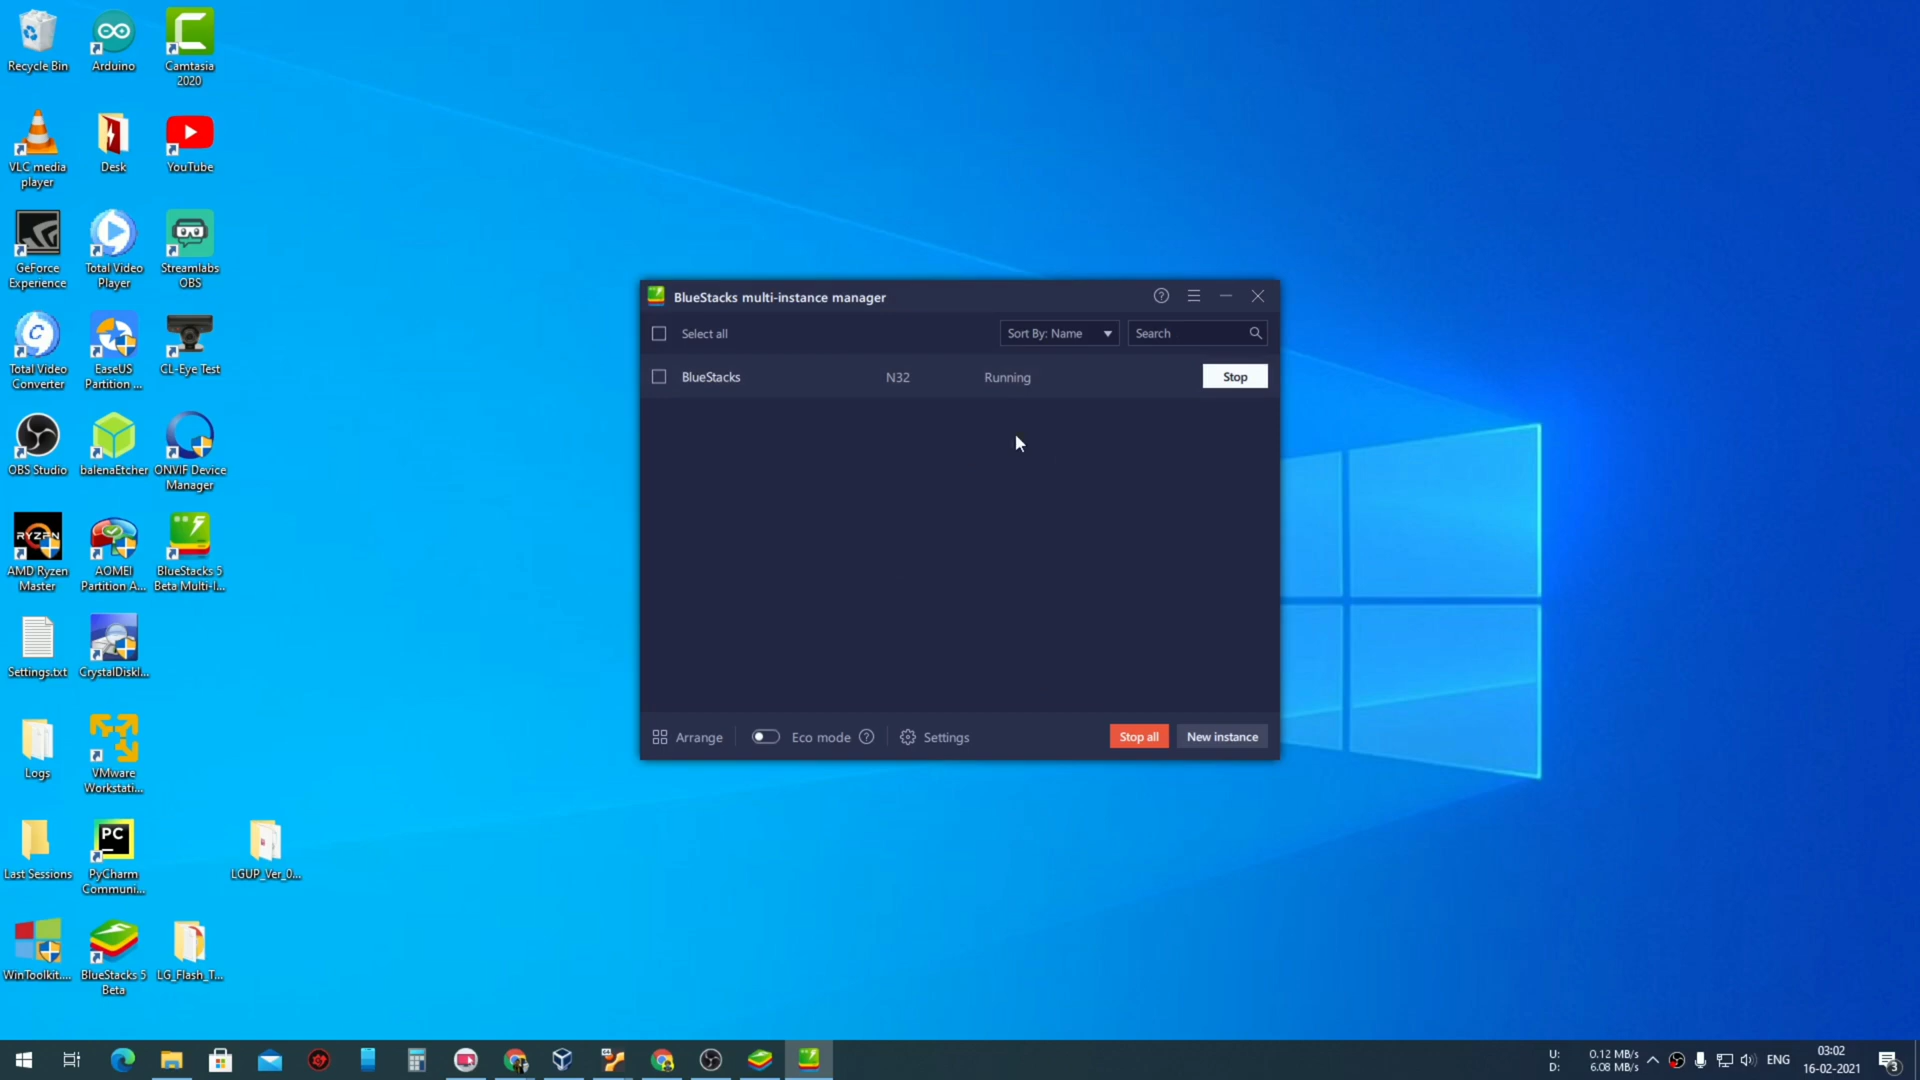 Recycle Bin
Arduino
Camtasia
2020
VLC media
player
Desk
YouTube
GeForce
Experience
Total Video
Player
Streamlabs
OBS
Total Video
Converter
EaseUS
Partition ...
CL-Eye Test
OBS Studio
balenaEtcher
ONVIF Device
Manager
RYZEN
AMD Ryzen
Master
AOMEI
Partition A...
BlueStacks 5
Beta Multi-I...
Settings.txt
CrystalDiskI...
Logs
VMware
Workstati...
Last Sessions
PC
PyCharm
Communi...
LGUP_Ver_0...
WinToolkit....
BlueStacks 5
Beta
LG_Flash_T...
BlueStacks multi-instance manager
Select all
Sort By: Name
Search
BlueStacks
N32
Running
Stop
Arrange
Eco mode
Settings
Stop all
New instance
U: 0.12 MB/s
D: 6.08 MB/s
ENG
03:02
16-02-2021
3